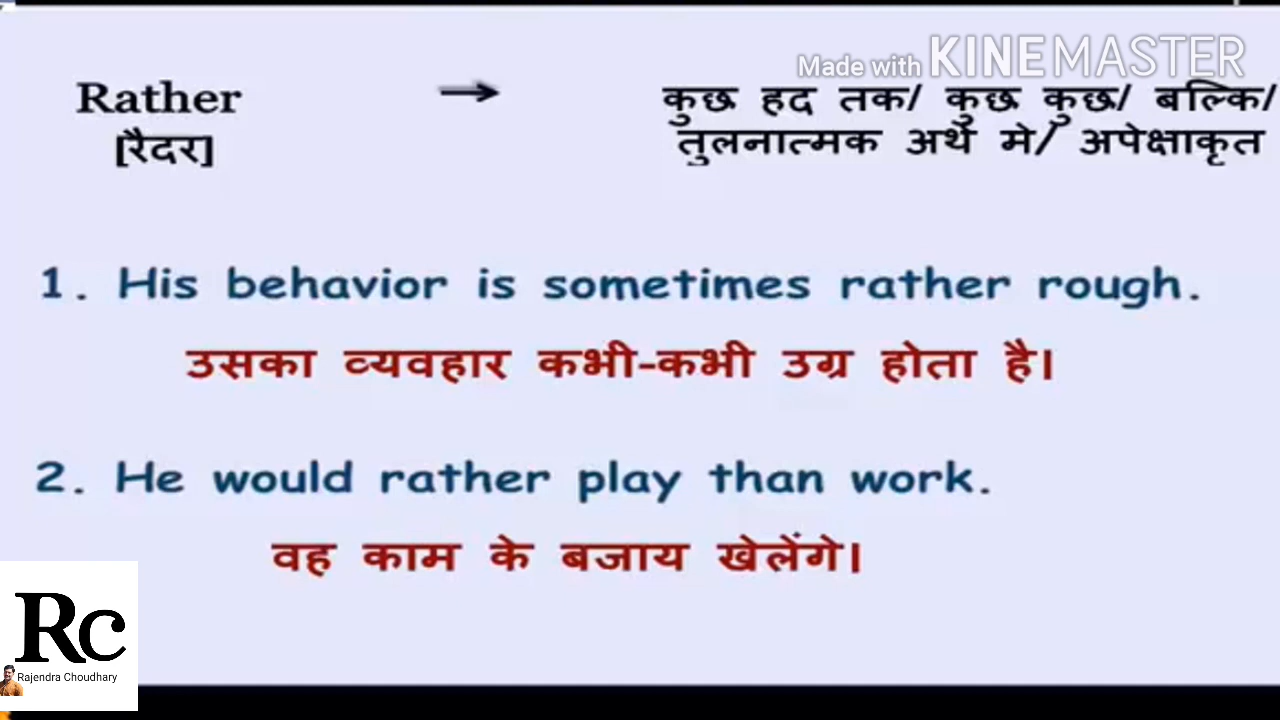 Made with KINEMASTER
Rather → कुछ हद तक/ कुछ कुछ/ बल्कि/
[रैदर] तुलनात्मक अर्थ मे/ अपेक्षाकृत
1. His behavior is sometimes rather rough.
उसका व्यवहार कभी-कभी उग्र होता है।
2. He would rather play than work.
वह काम के बजाय खेलेंगे।
Rc
Rajendra Choudhary